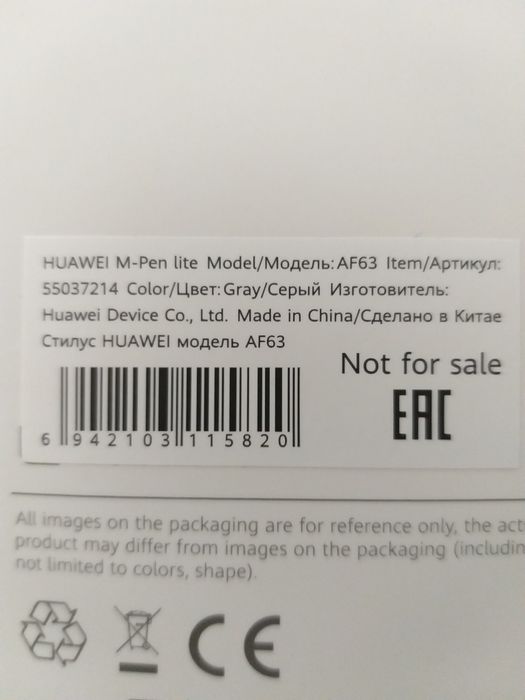 HUAWEI M-Pen lite Model/Модель:AF63 Item/Артикул:
55037214 Color/Цвет:Gray/Серый Изготовитель:
Huawei Device Co., Ltd. Made in China/Сделано в Китае
Стилус HUAWEI модель AF63
Not for sale
EAC
6 942103 115820
All images on the packaging are for reference only, the act
product may differ from images on the packaging (includin
not limited to colors, shape).
CE